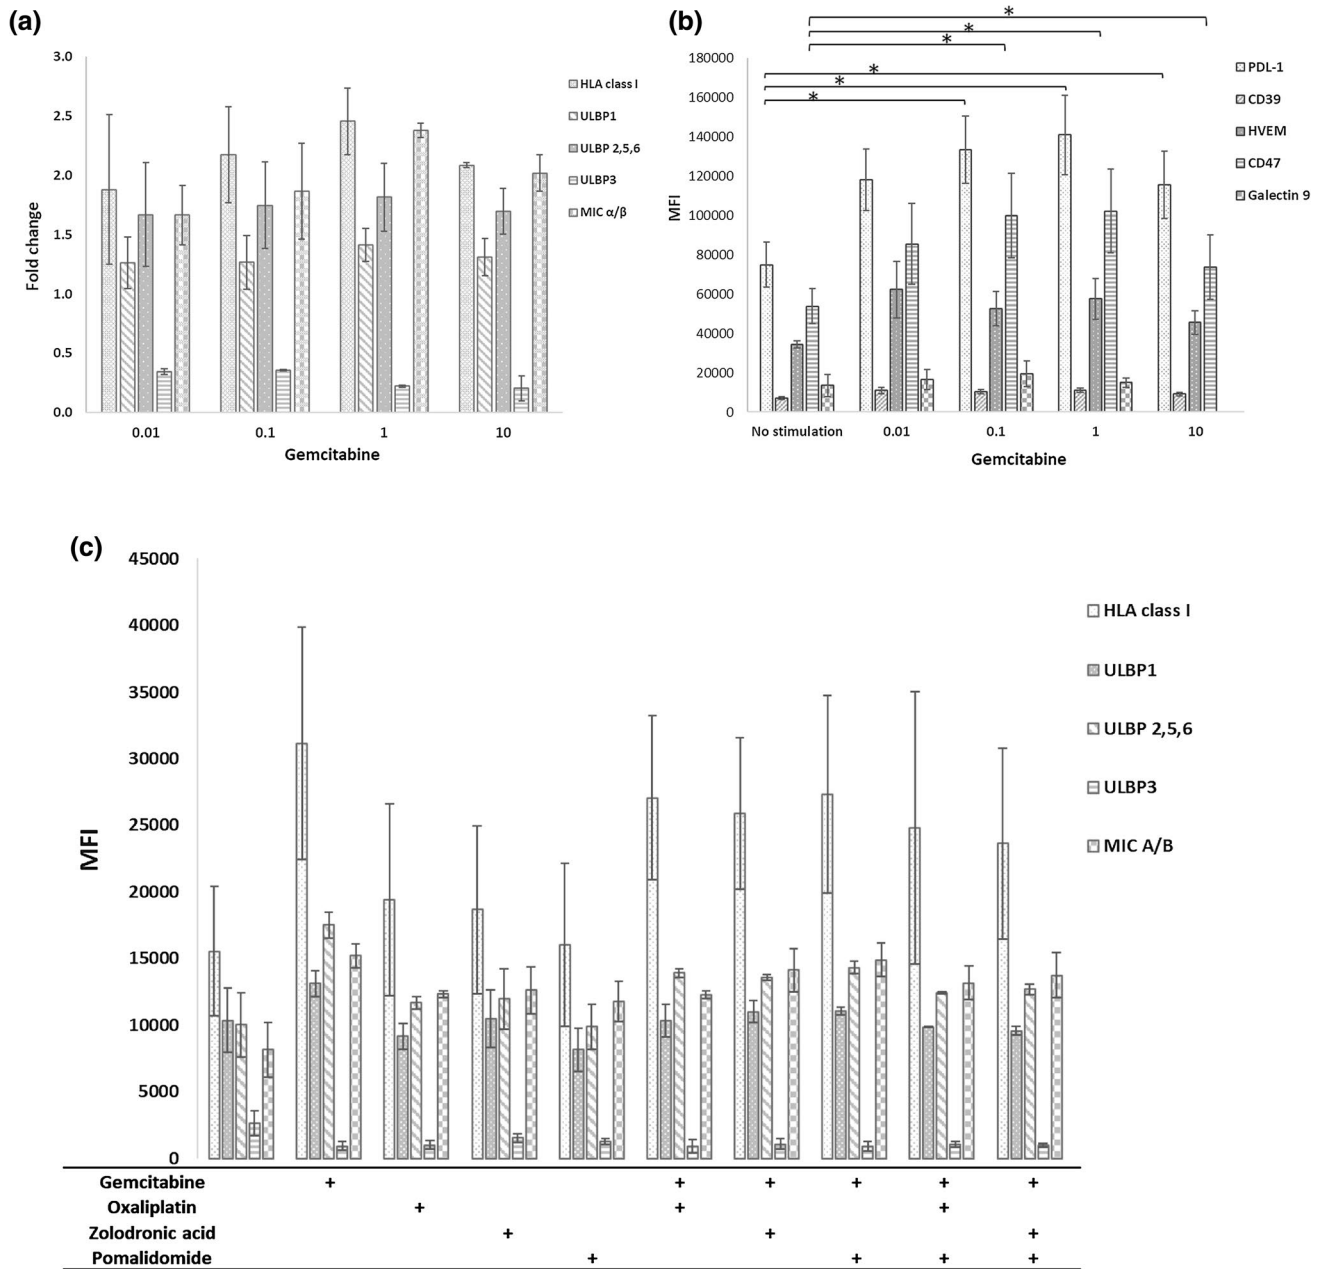 (a)
3.0
2.5
2.0
1.5
1.0
0.5
0.0
Fold change
0.01 0.1 1 10
Gemcitabine
HLA class I
ULBP1
ULBP 2,5,6
ULBP3
MIC α/β
(b)
* 
*
*
*
*
*
180000
160000
140000
120000
100000
80000
60000
40000
20000
0
MFI
No stimulation 0.01 0.1 1 10
Gemcitabine
PDL-1
CD39
HVEM
CD47
Galectin 9
(c)
45000
40000
35000
30000
25000
20000
15000
10000
5000
0
MFI
HLA class I
ULBP1
ULBP 2,5,6
ULBP3
MIC A/B
Gemcitabine + + + + + +
Oxaliplatin + + +
Zolodronic acid + + +
Pomalidomide + + + +